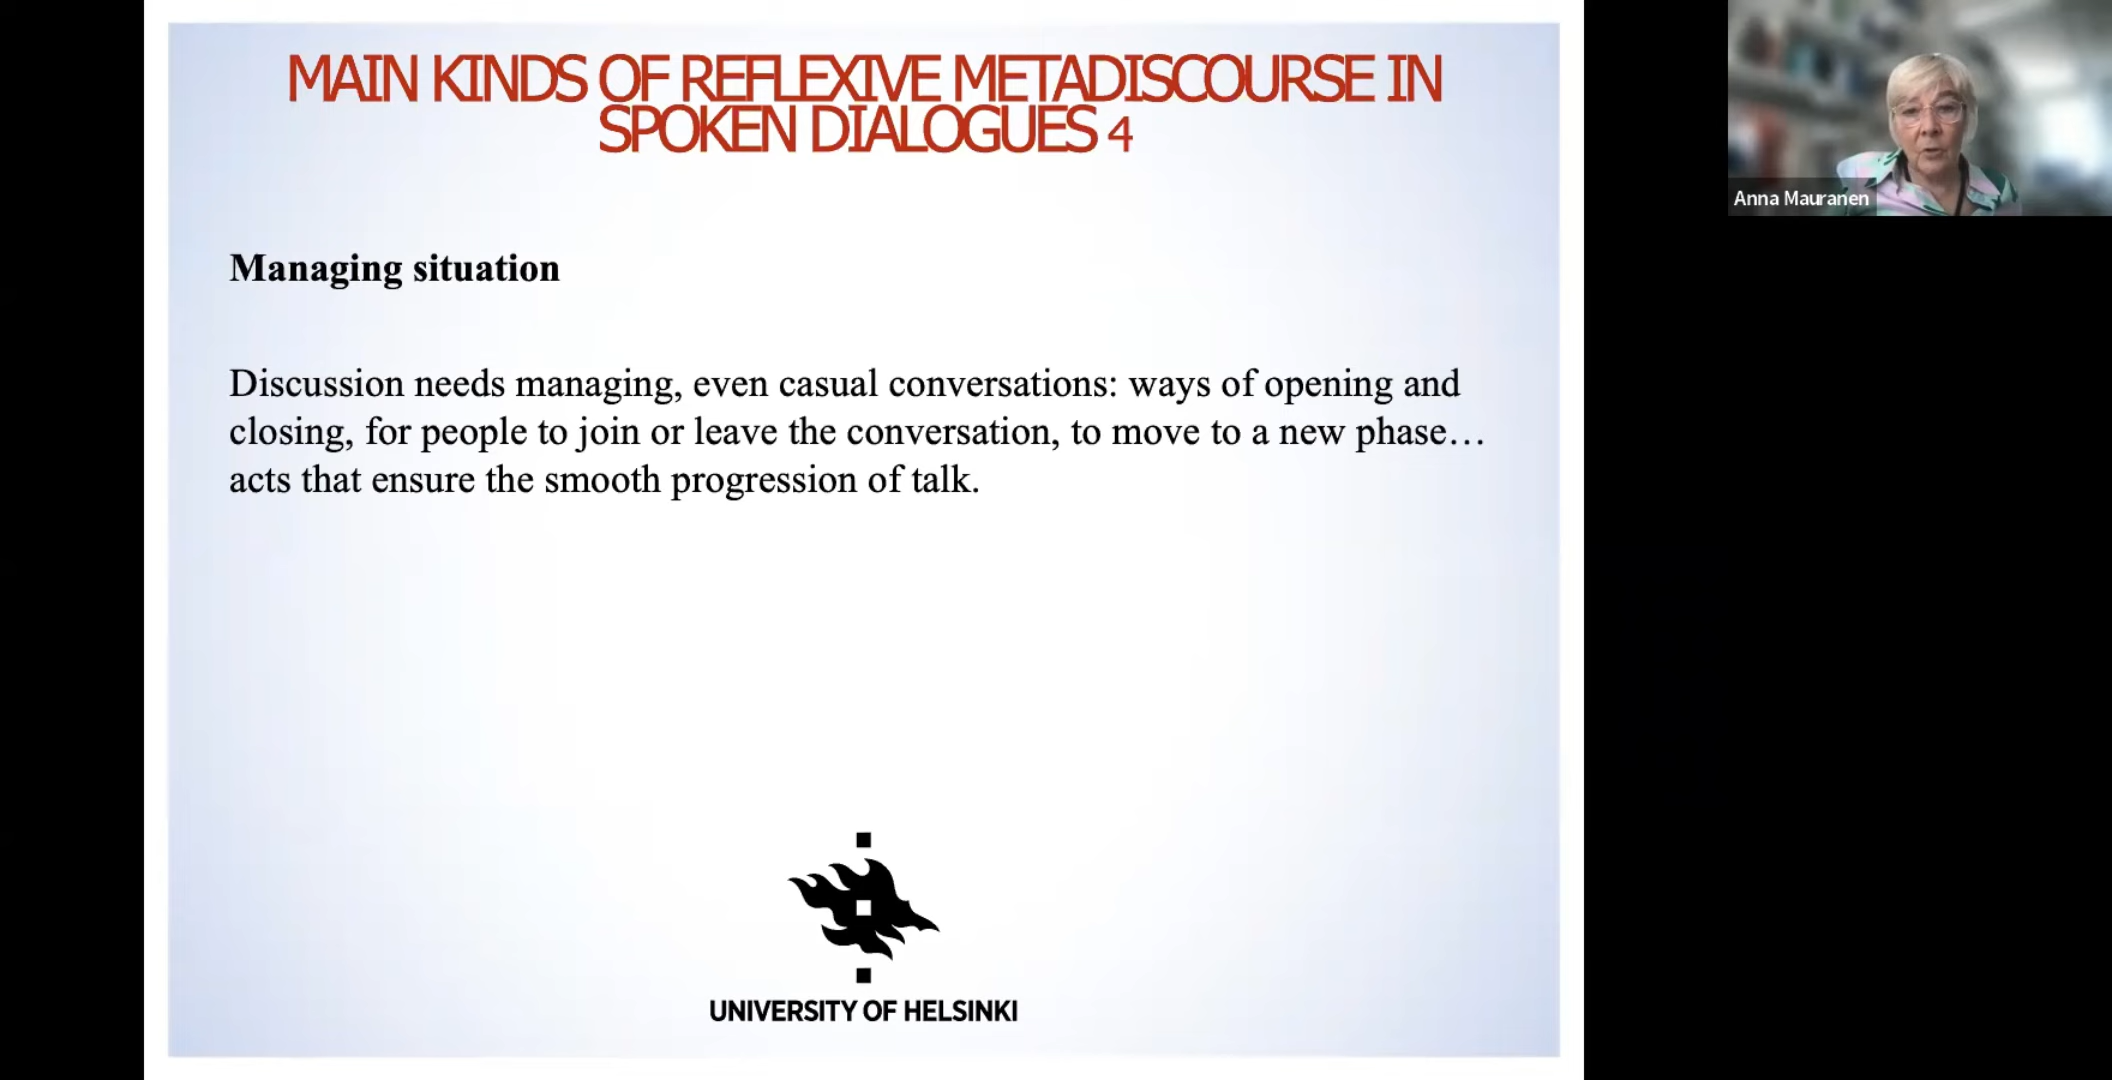 MAIN KINDS OF REFLEXIVE METADISCOURSE IN
SPOKEN DIALOGUES 4
Managing situation
Discussion needs managing, even casual conversations: ways of opening and
closing, for people to join or leave the conversation, to move to a new phase…
acts that ensure the smooth progression of talk.
UNIVERSITY OF HELSINKI
Anna Mauranen